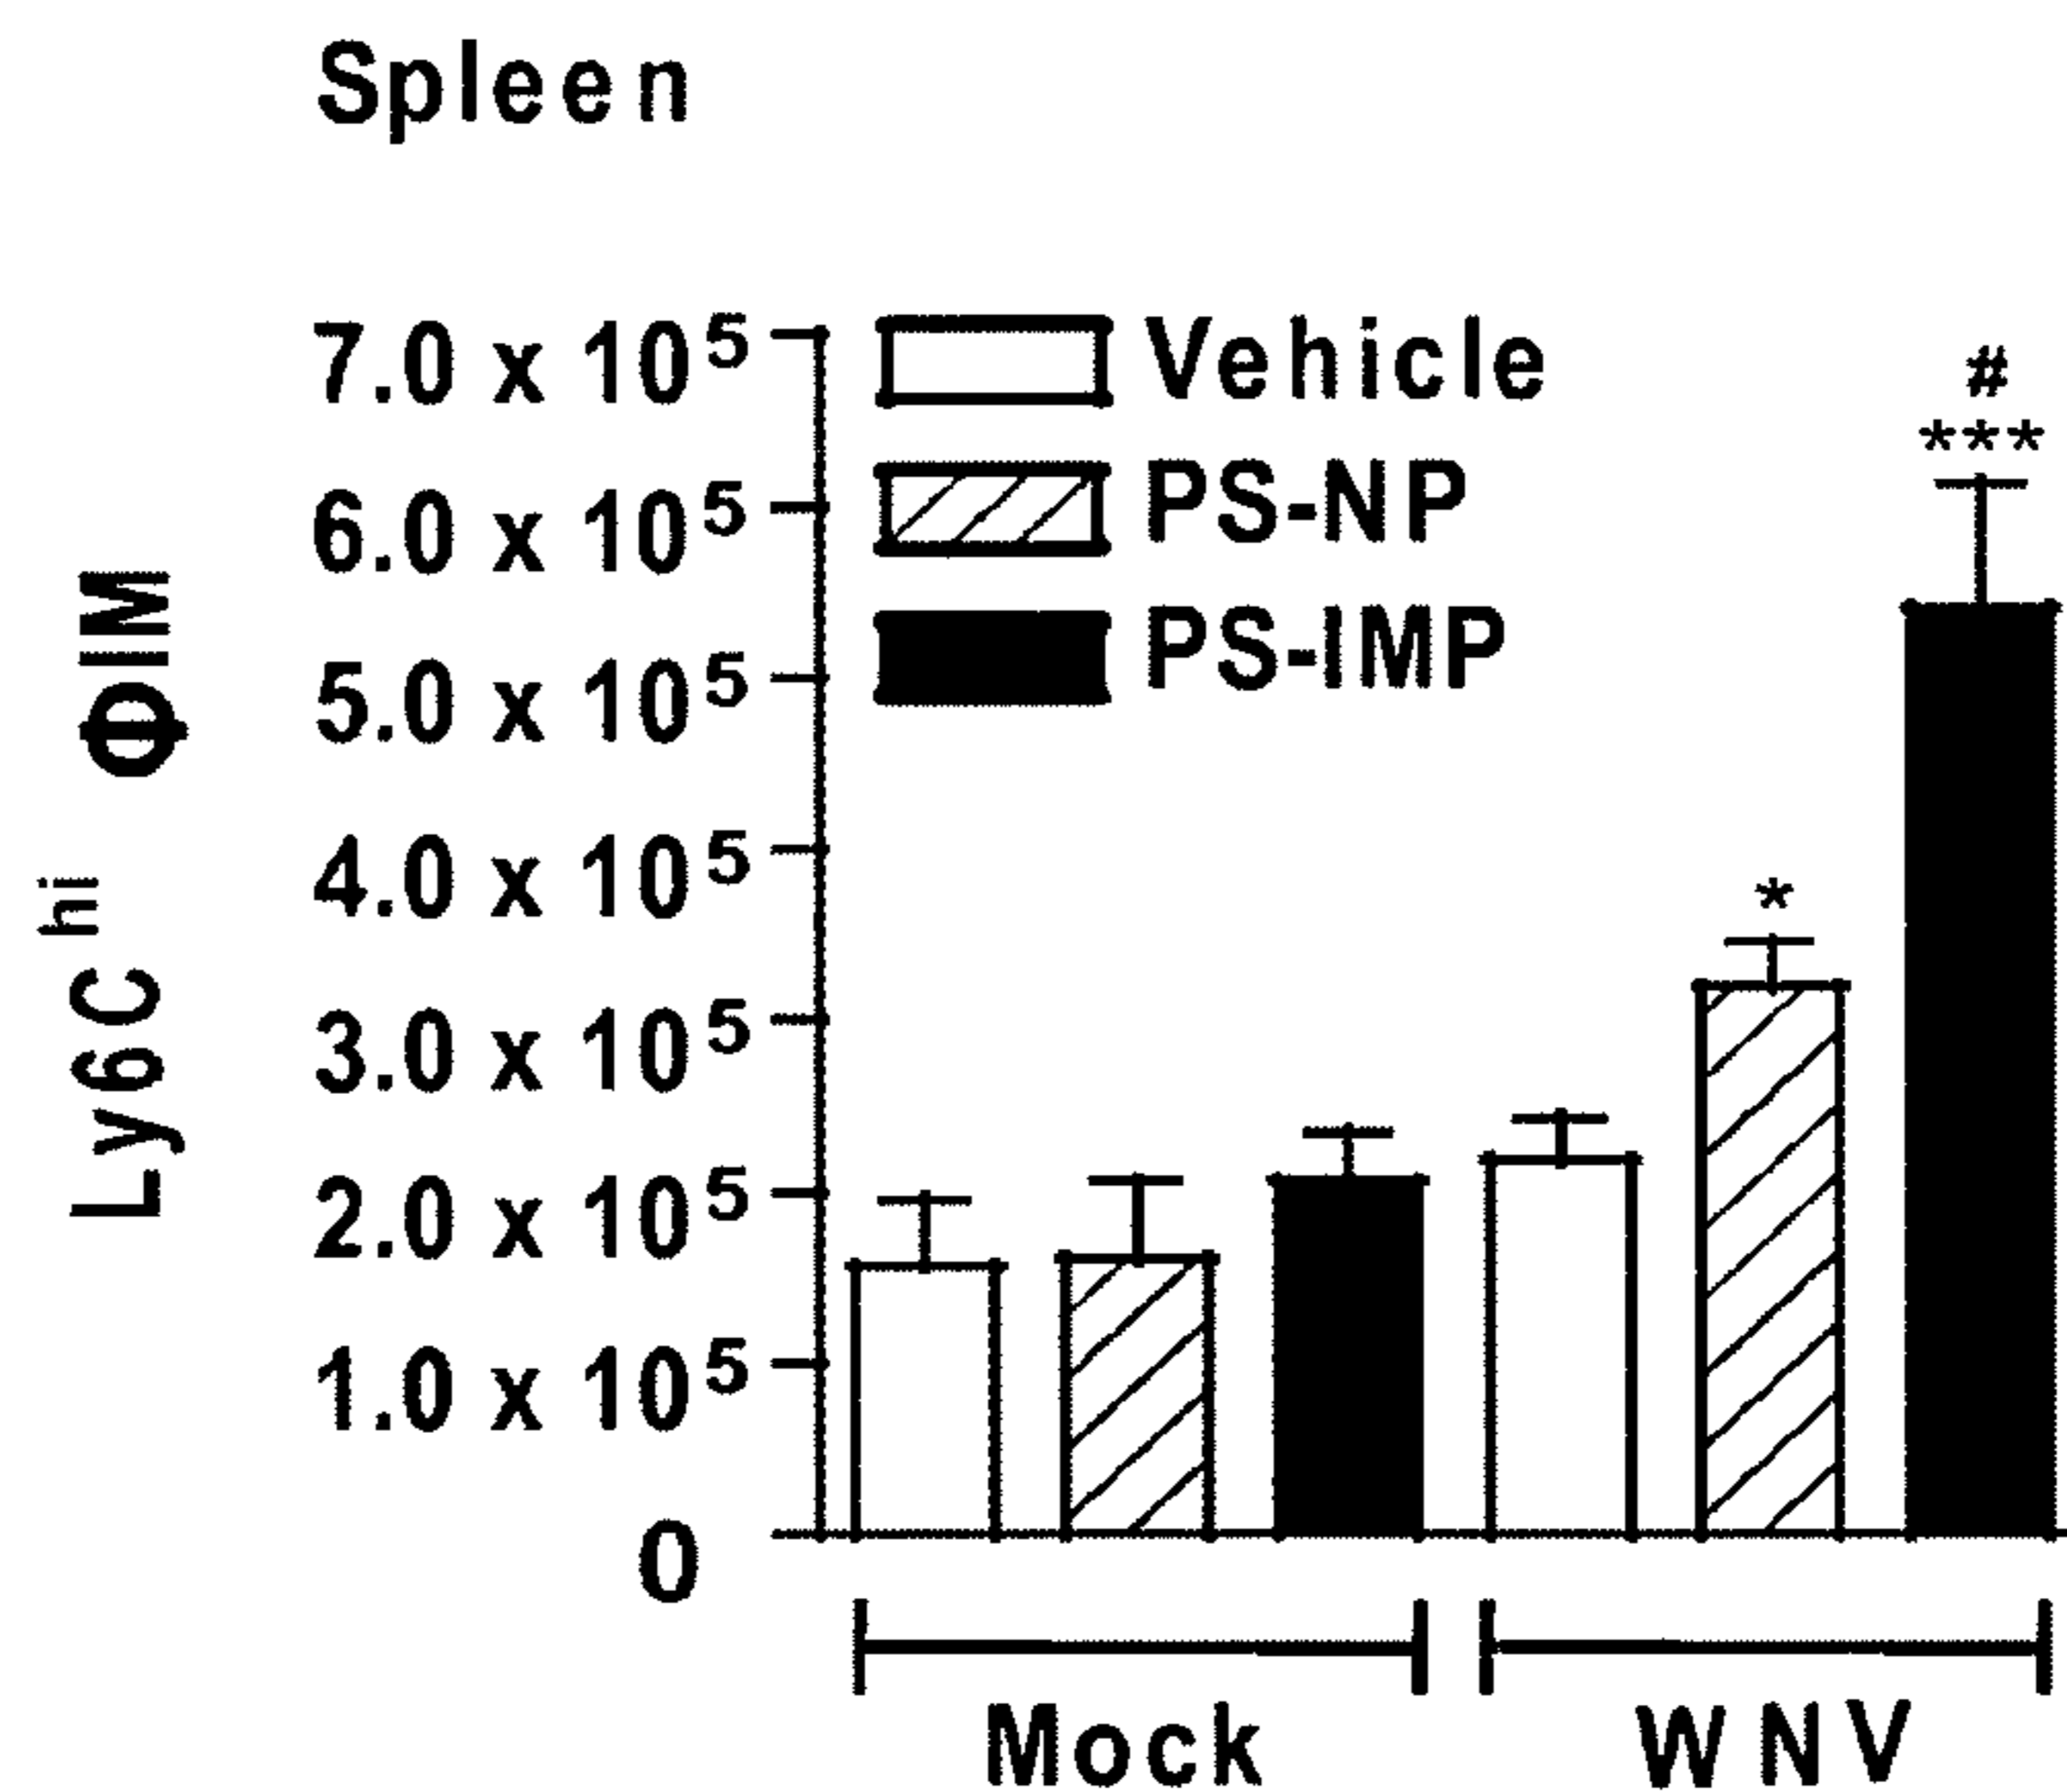 Spleen
Ly6C hi ΦIM
7.0 x 10⁵
6.0 x 10⁵
5.0 x 10⁵
4.0 x 10⁵
3.0 x 10⁵
2.0 x 10⁵
1.0 x 10⁵
0
Vehicle
PS-NP
PS-IMP
*
#
***
Mock
WNV